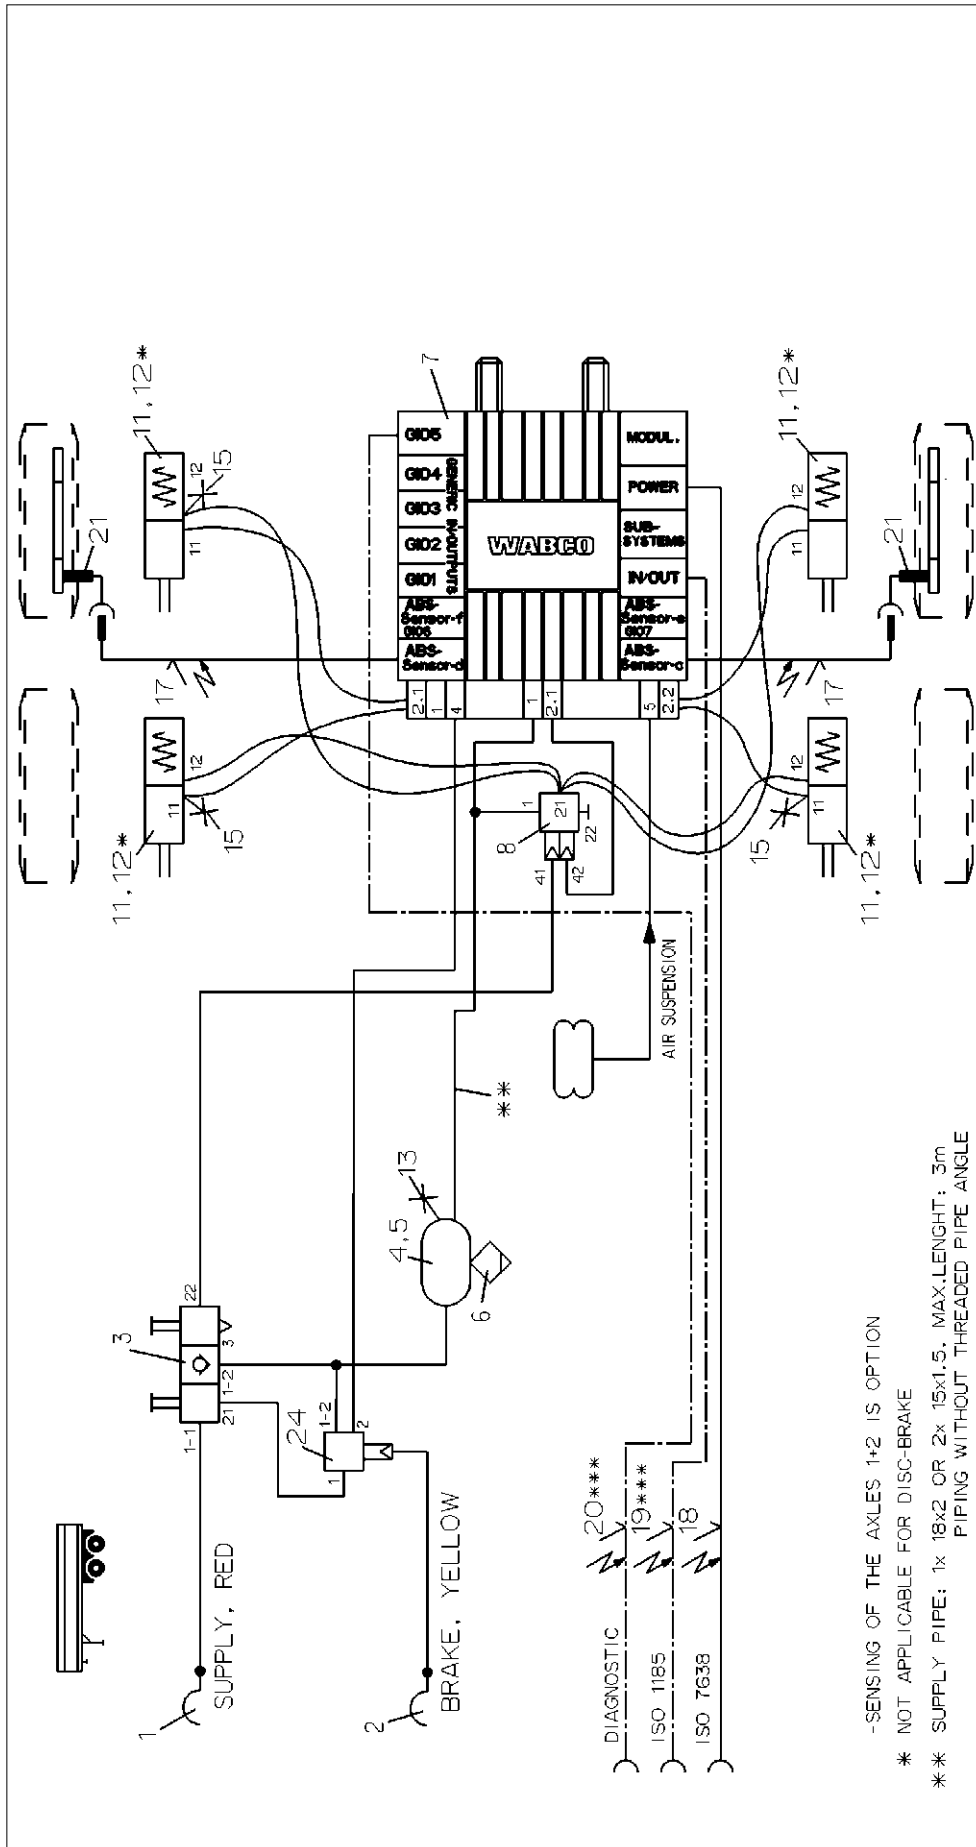 1
SUPPLY, RED
2
BRAKE, YELLOW
3
1-1
21
1-2
3
22
24
1
1-2
2
4,5
13
6
**
AIR SUSPENSION
DIAGNOSTIC
20***
ISO 1185
19***
ISO 7638
18
8
1
21
22
41
42
11,12*
11
12
15
11,12*
11
12
15
17
21
11,12*
11
12
15
11,12*
11
12
17
21
7
2.1
1
4
1
2.1
5
2.2
GIO5
GIO4
GIO3
GIO2
GIO1
GENERIC IN-/OUTPUTS
ABS-
Sensor-f
GIO6
ABS-
Sensor-d
WABCO
MODUL.
POWER
SUB-
SYSTEMS
IN/OUT
ABS-
Sensor-e
GIO7
ABS-
Sensor-c
-SENSING OF THE AXLES 1+2 IS OPTION
* NOT APPLICABLE FOR DISC-BRAKE
** SUPPLY PIPE: 1x 18x2 OR 2x 15x1.5, MAX.LENGHT: 3m
PIPING WITHOUT THREADED PIPE ANGLE